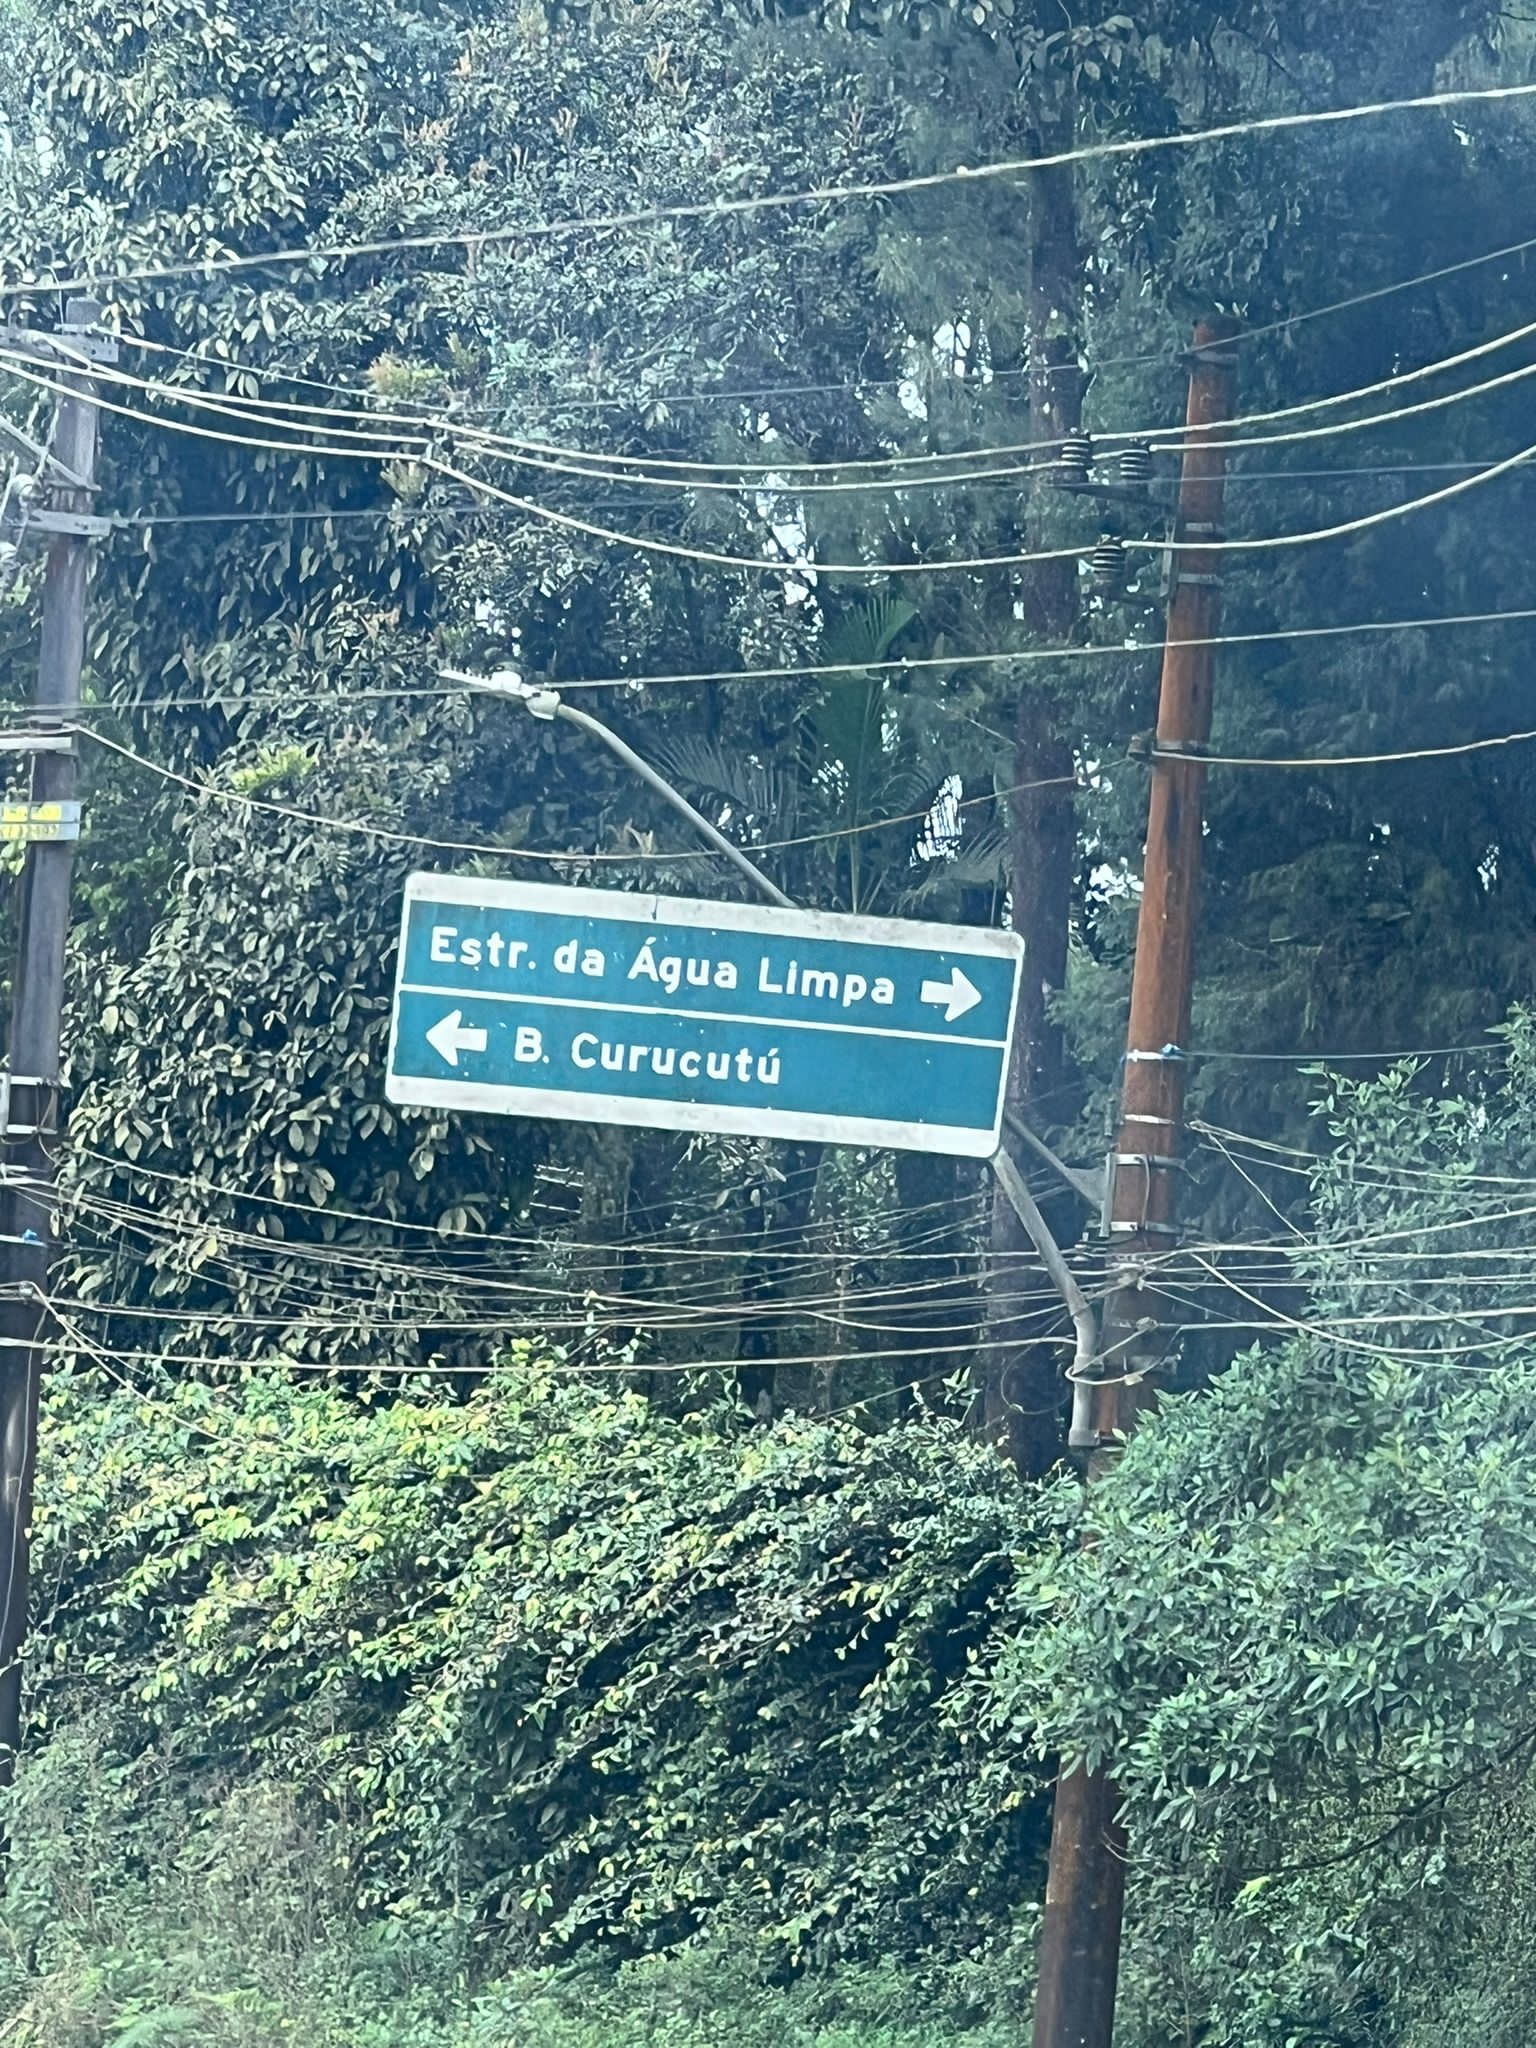 Estr. da Água Limpa
B. Curucutú